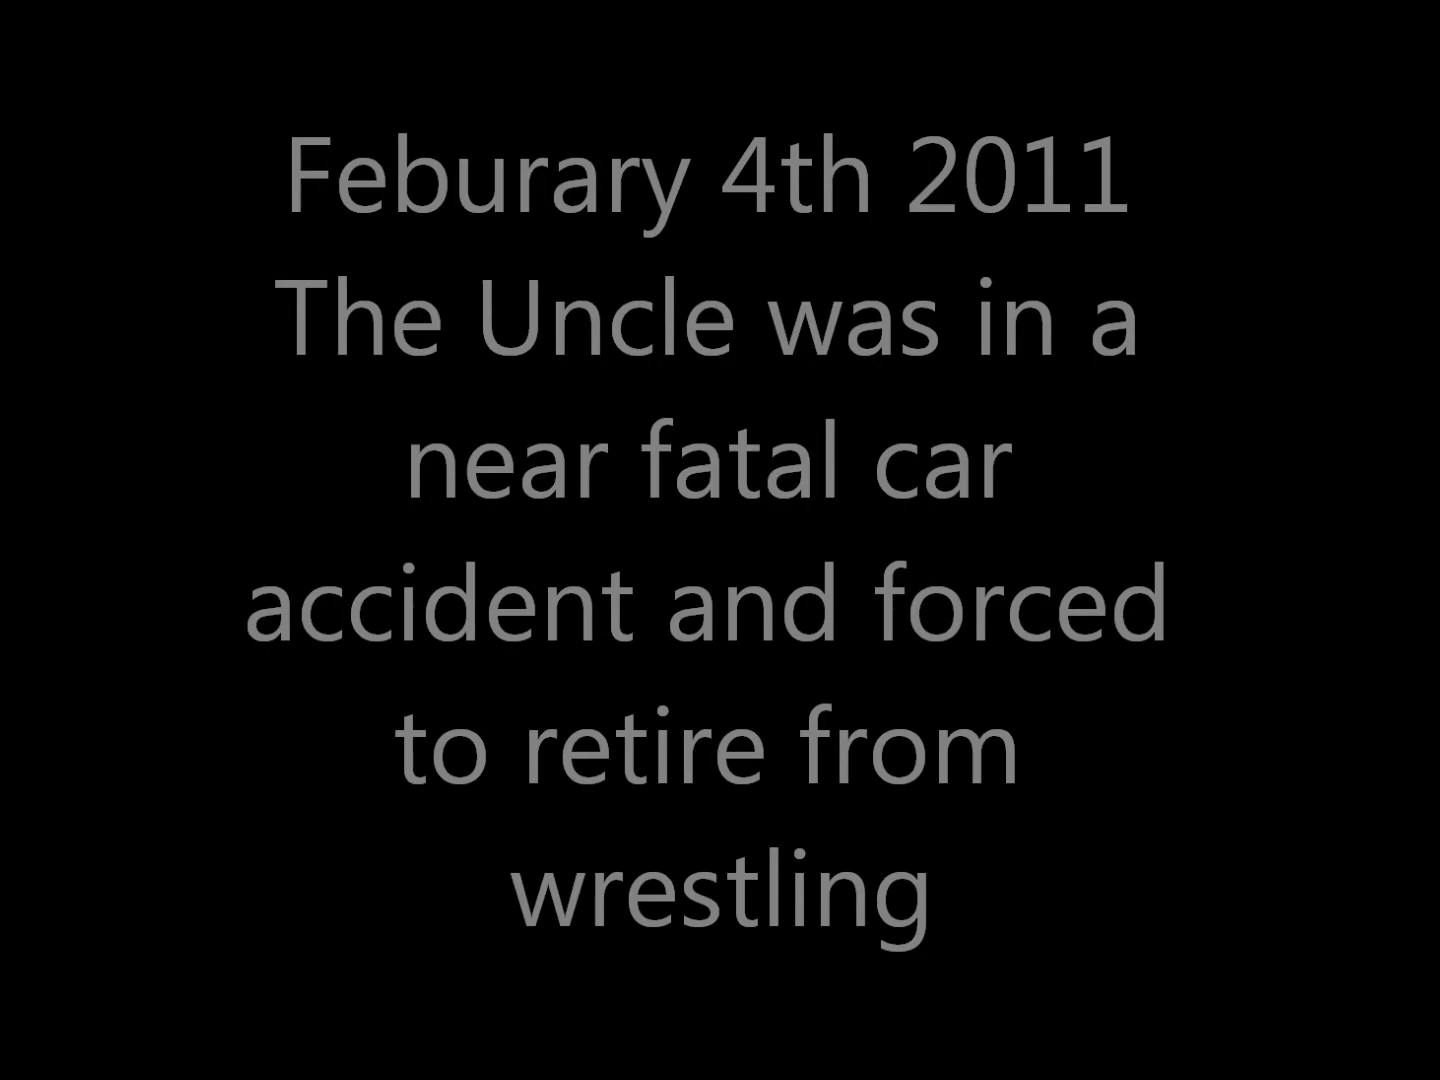 Feburary 4th 2011
The Uncle was in a
near fatal car
accident and forced
to retire from
wrestling